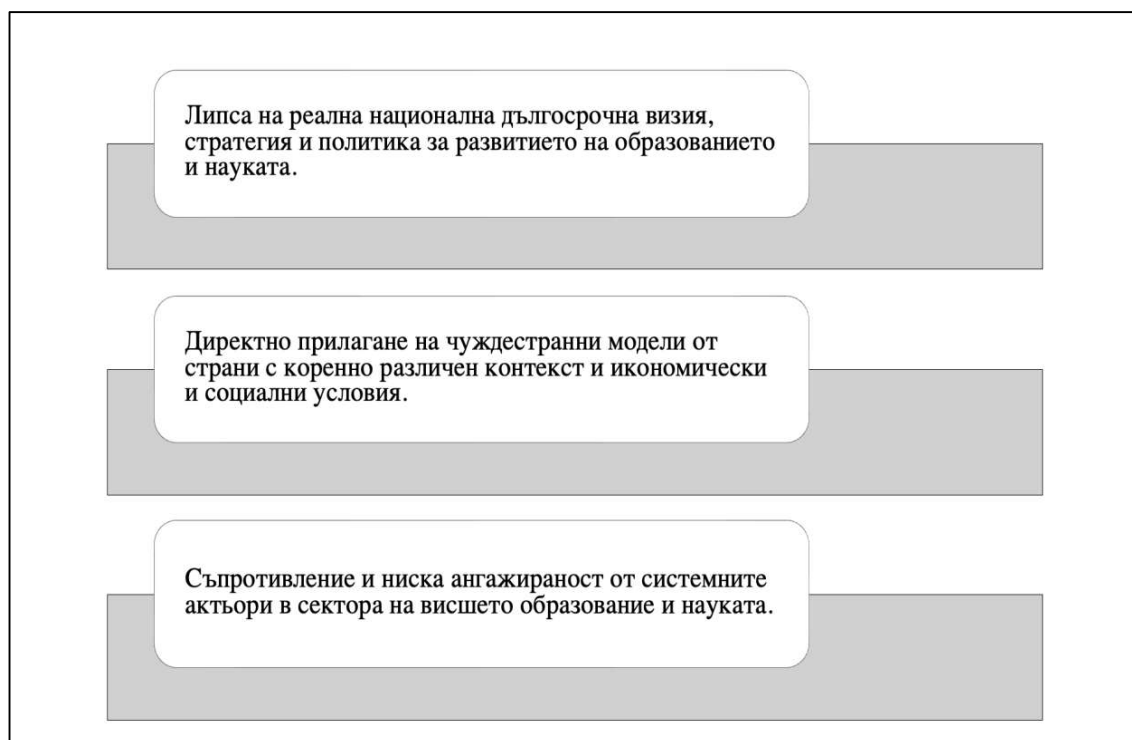 Липса на реална национална дългосрочна визия,
стратегия и политика за развитието на образованието
и науката.
Директно прилагане на чуждестранни модели от
страни с коренно различен контекст и икономически
и социални условия.
Съпротивление и ниска ангажираност от системните
актьори в сектора на висшето образование и науката.